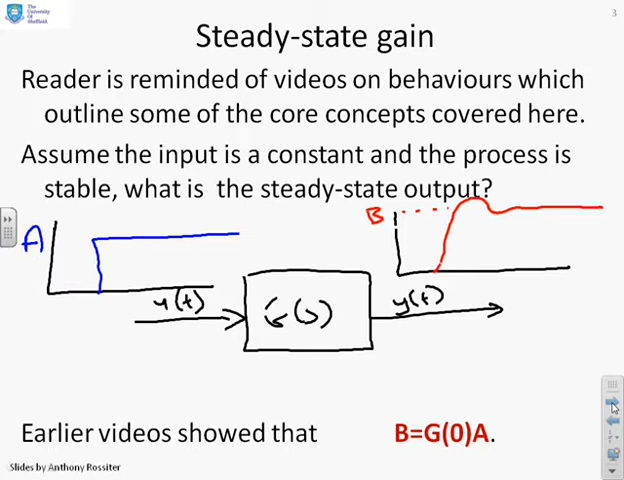 The
University
Of
Sheffield.
3
Steady-state gain
Reader is reminded of videos on behaviours which
outline some of the core concepts covered here.
Assume the input is a constant and the process is
stable, what is the steady-state output?
A
B
u(t)
G(s)
y(t)
Earlier videos showed that B=G(0)A.
Slides by Anthony Rossiter